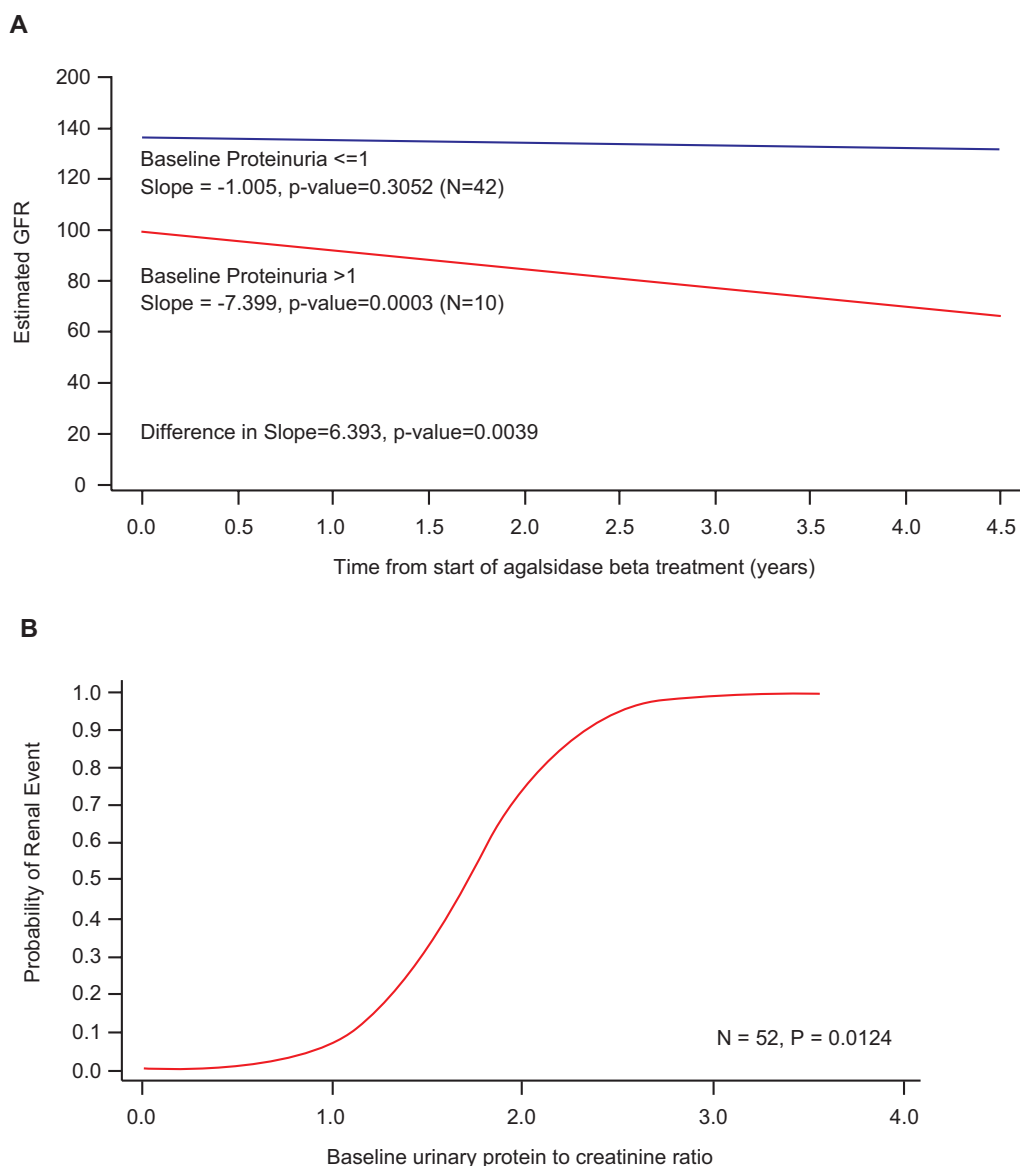 A
200
140
120
100
80
60
40
20
0
Estimated GFR
Baseline Proteinuria <=1
Slope = -1.005, p-value=0.3052 (N=42)
Baseline Proteinuria >1
Slope = -7.399, p-value=0.0003 (N=10)
Difference in Slope=6.393, p-value=0.0039
0.0 0.5 1.0 1.5 2.0 2.5 3.0 3.5 4.0 4.5
Time from start of agalsidase beta treatment (years)
B
1.0
0.9
0.8
0.7
0.6
0.5
0.4
0.3
0.2
0.1
0.0
Probability of Renal Event
N = 52, P = 0.0124
0.0 1.0 2.0 3.0 4.0
Baseline urinary protein to creatinine ratio